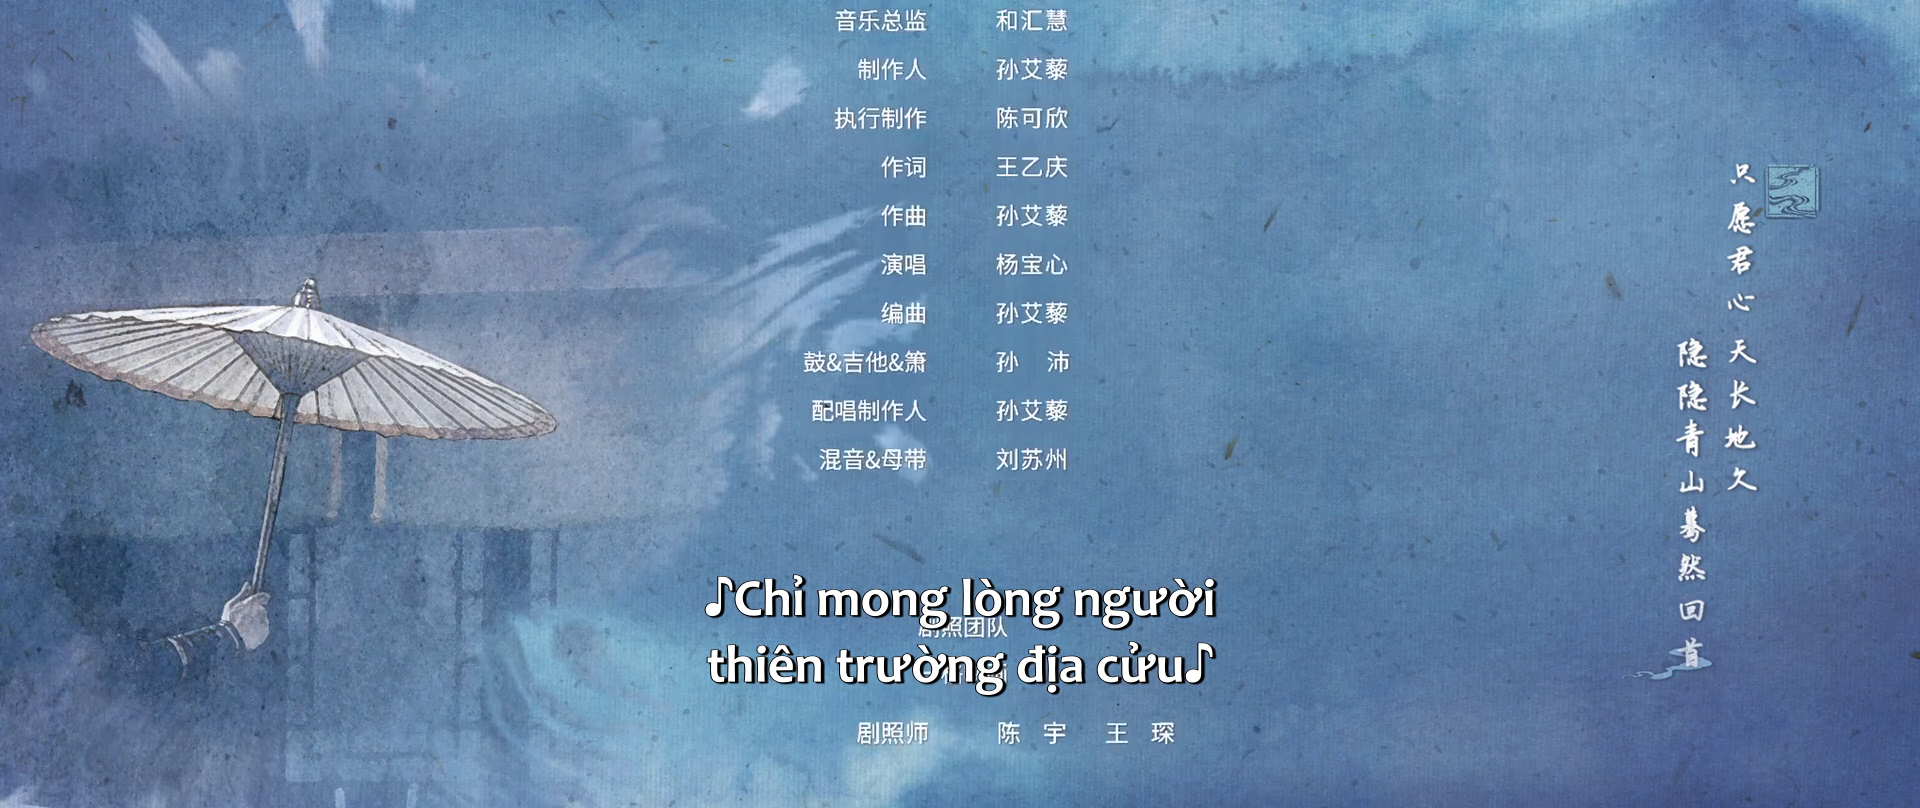 音乐总监 和汇慧
制作人 孙艾藜
执行制作 陈可欣
作词 王乙庆
作曲 孙艾藜
演唱 杨宝心
编曲 孙艾藜
鼓&吉他&箫 孙 沛
配唱制作人 孙艾藜
混音&母带 刘苏州
♪Chỉ mong lòng người
剧照团队
thiên trường địa cửu♪
剧照师 陈 宇 王 琛
只愿君心天长地久
隐隐青山蓦然回首